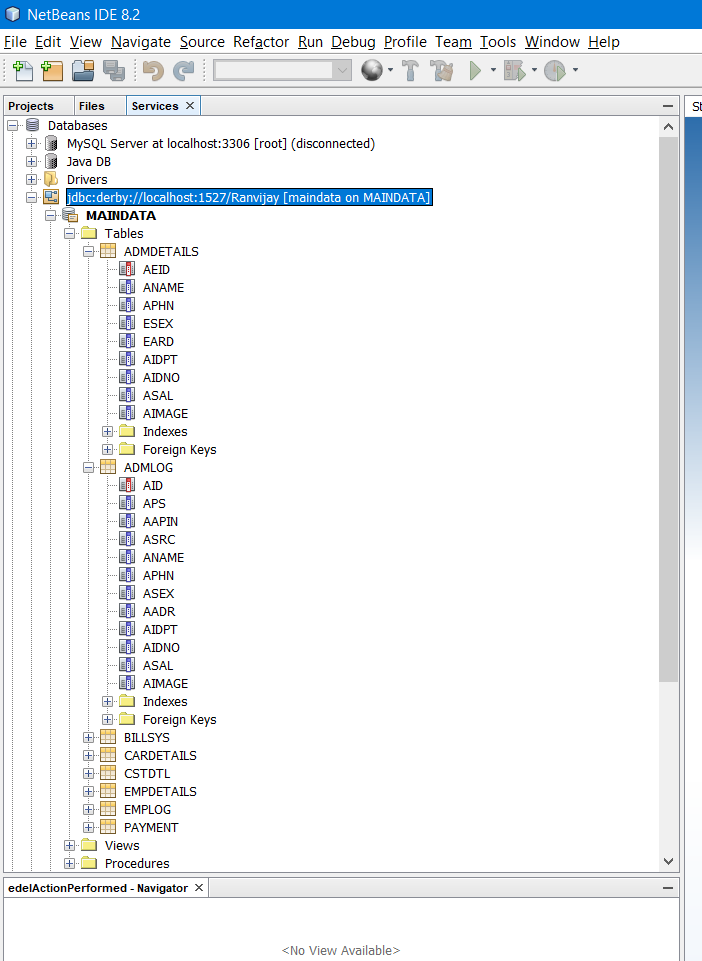 NetBeans IDE 8.2
File Edit View Navigate Source Refactor Run Debug Profile Team Tools Window Help
Projects Files Services
Databases
MySQL Server at localhost:3306 [root] (disconnected)
Java DB
Drivers
jdbc:derby://localhost:1527/Ranvijay [maindata on MAINDATA]
MAINDATA
Tables
ADMDETAILS
AEID
ANAME
APHN
ESEX
EARD
AIDPT
AIDNO
ASAL
AIMAGE
Indexes
Foreign Keys
ADMLOG
AID
APS
AAPIN
ASRC
ANAME
APHN
ASEX
AADR
AIDPT
AIDNO
ASAL
AIMAGE
Indexes
Foreign Keys
BILLSYS
CARDETAILS
CSTDTL
EMPDETAILS
EMPLOG
PAYMENT
Views
Procedures
edelActionPerformed - Navigator
<No View Available>